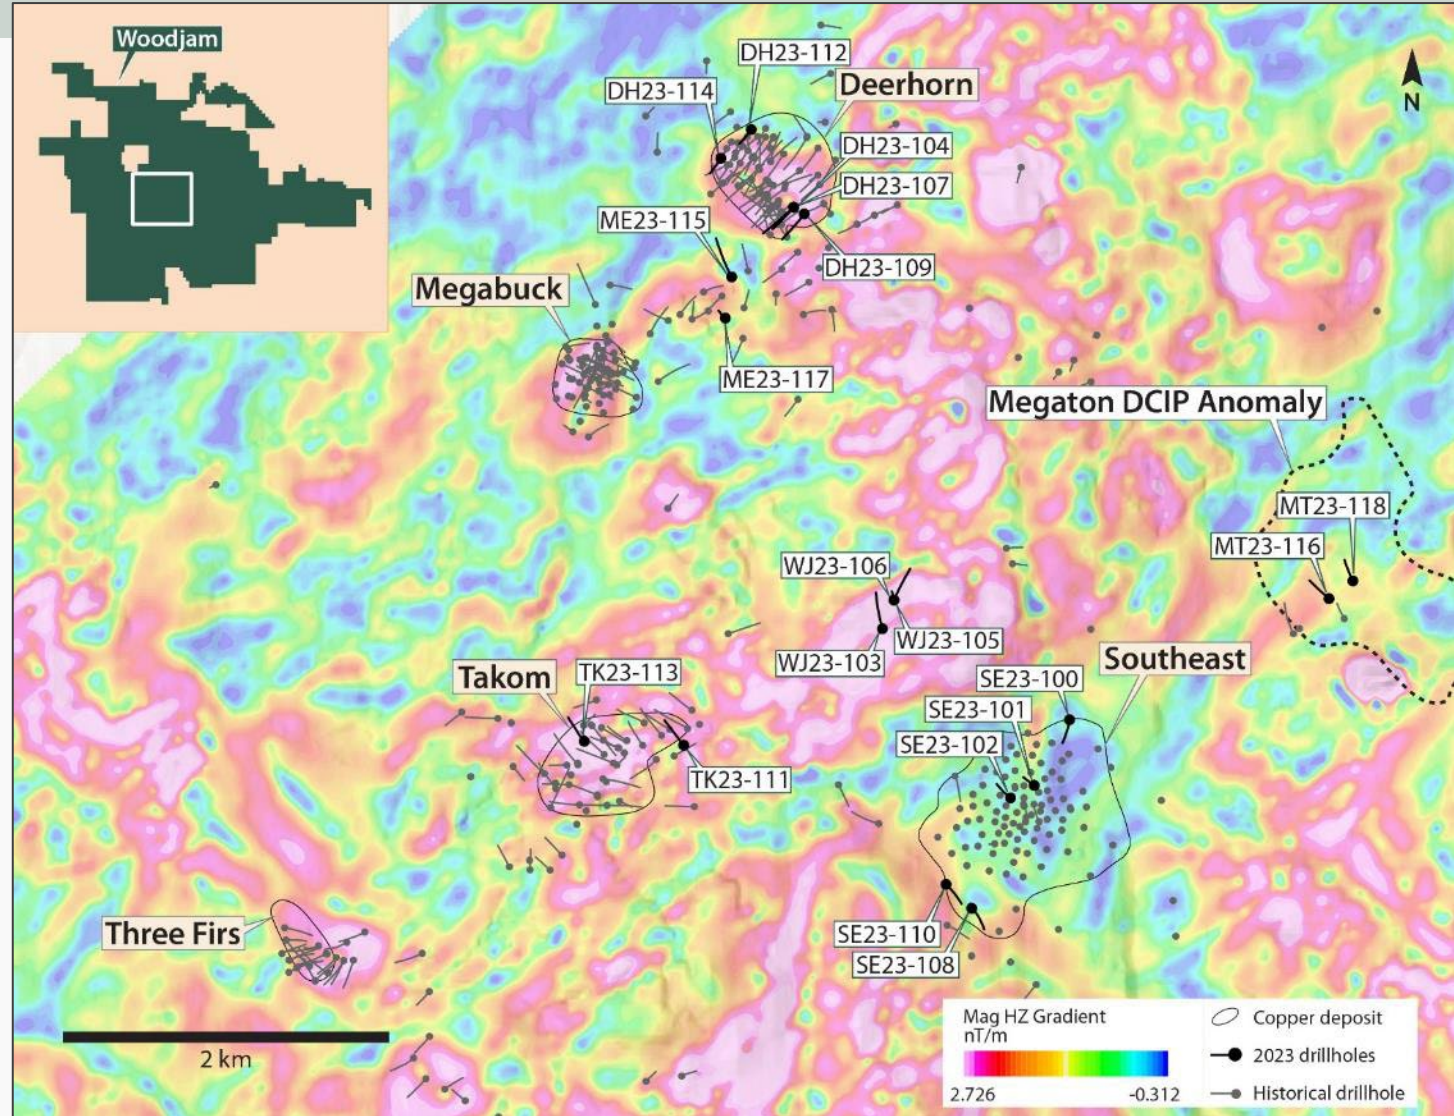 Woodjam
N
DH23-112
DH23-114
Deerhorn
DH23-104
DH23-107
ME23-115
DH23-109
Megabuck
ME23-117
Megaton DCIP Anomaly
MT23-118
MT23-116
WJ23-106
WJ23-105
WJ23-103
Southeast
Takom
TK23-113
SE23-100
SE23-101
SE23-102
TK23-111
Three Firs
SE23-110
SE23-108
2 km
Mag HZ Gradient
nT/m
2.726
-0.312
Copper deposit
2023 drillholes
Historical drillhole